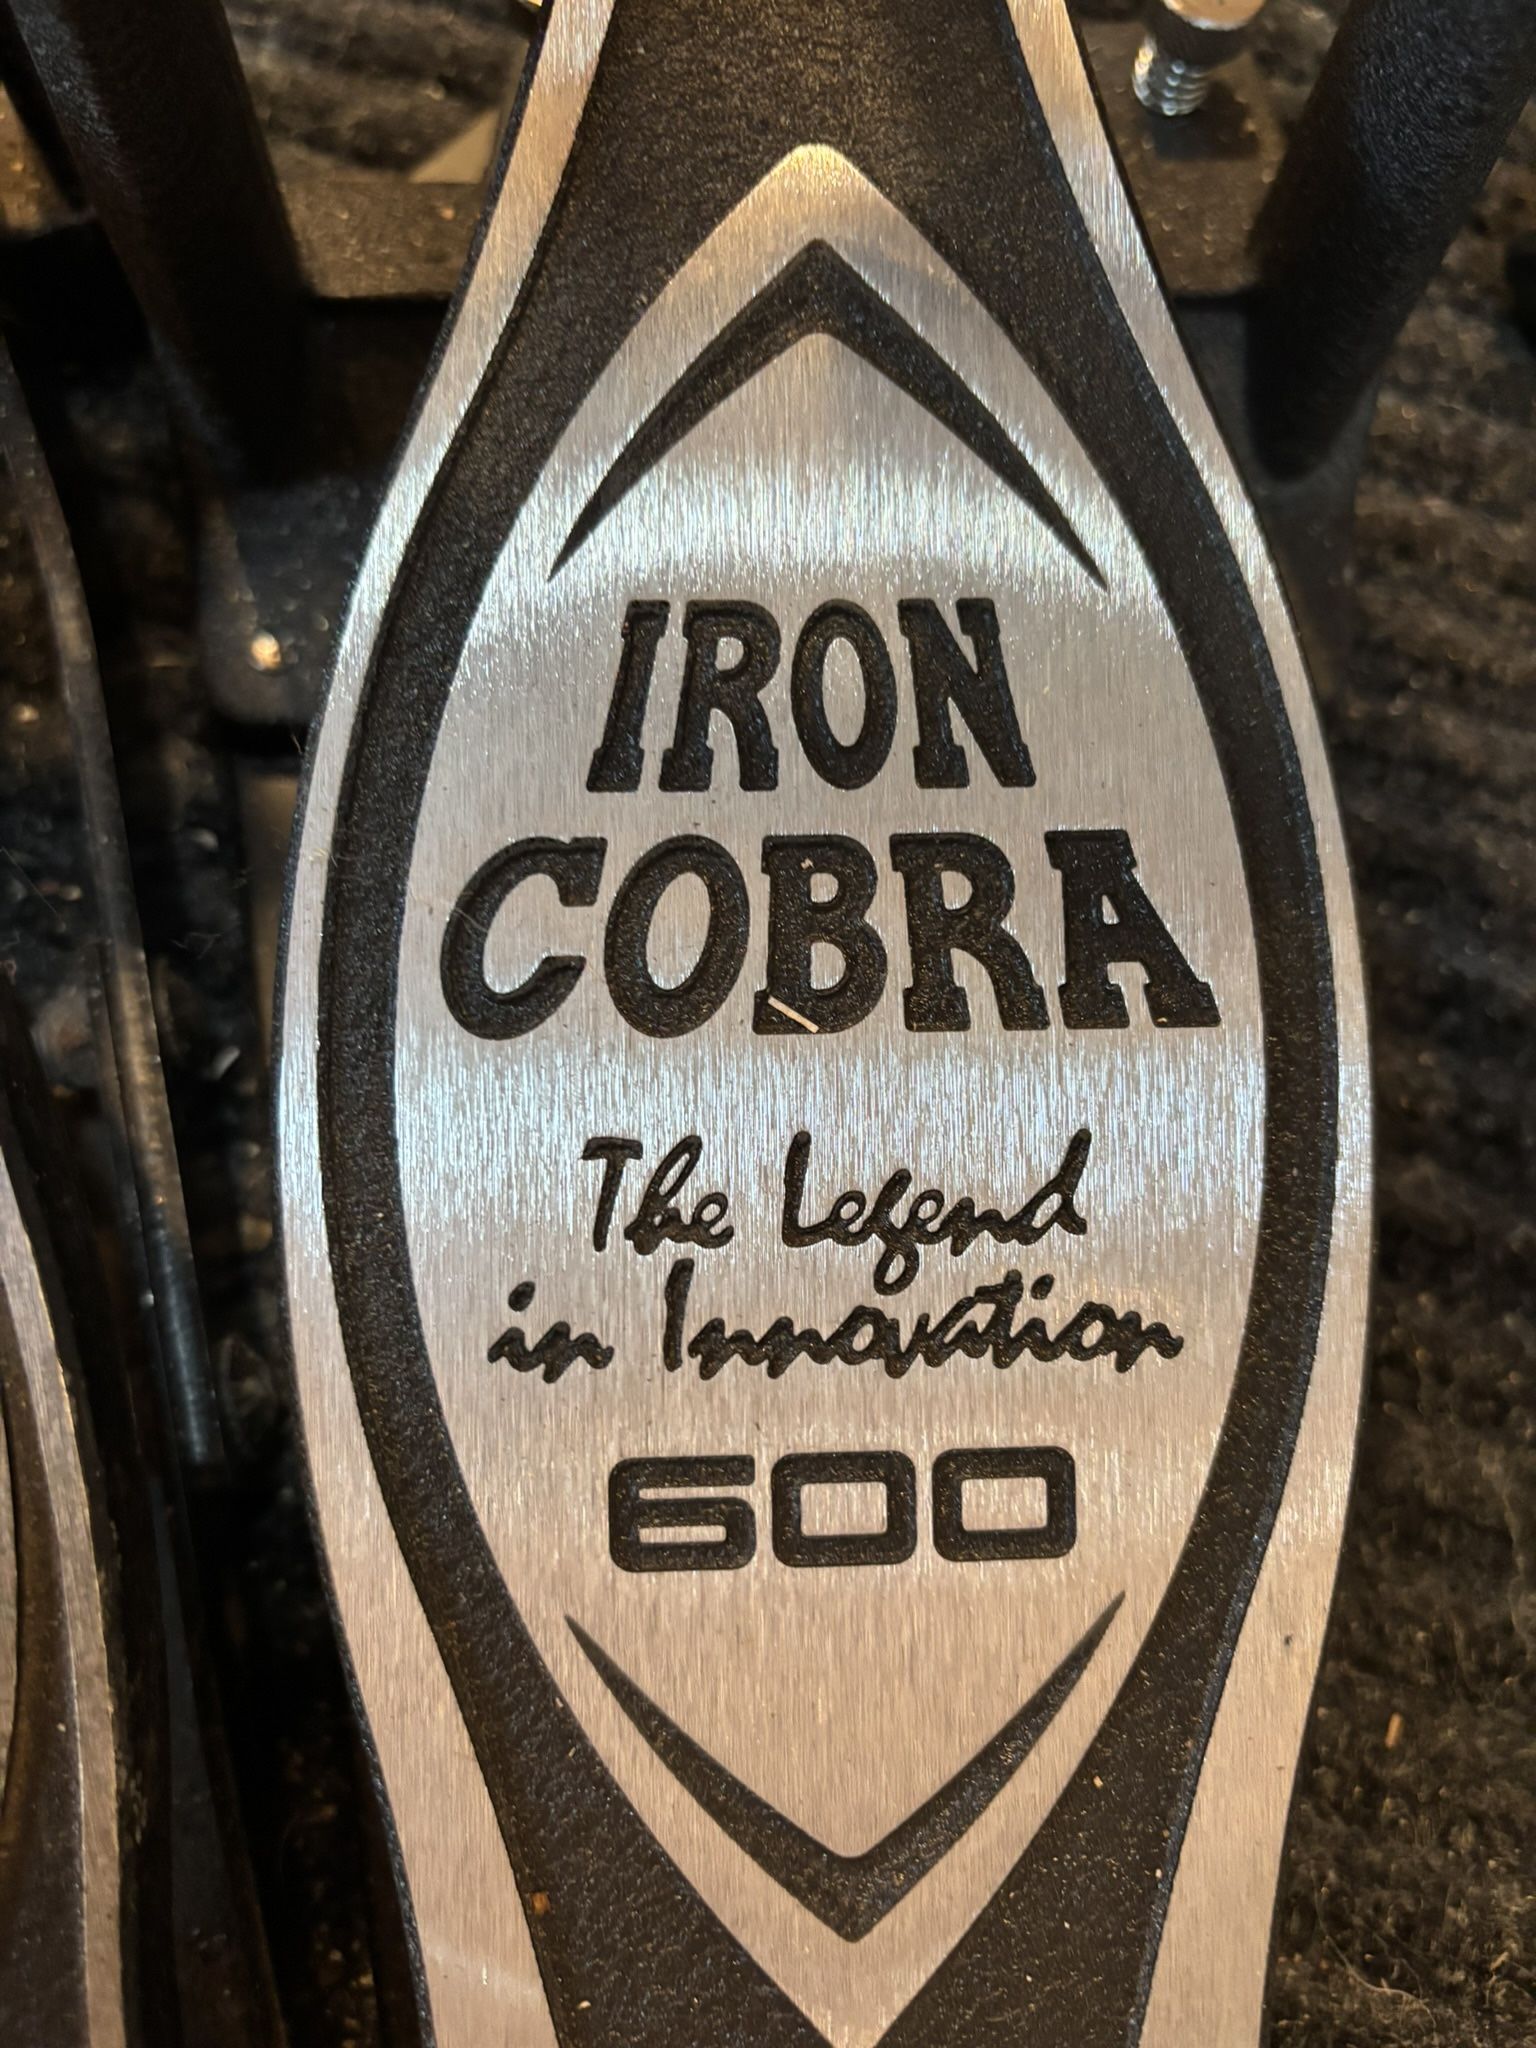 IRON
COBRA
The Legend
in Innovation
600